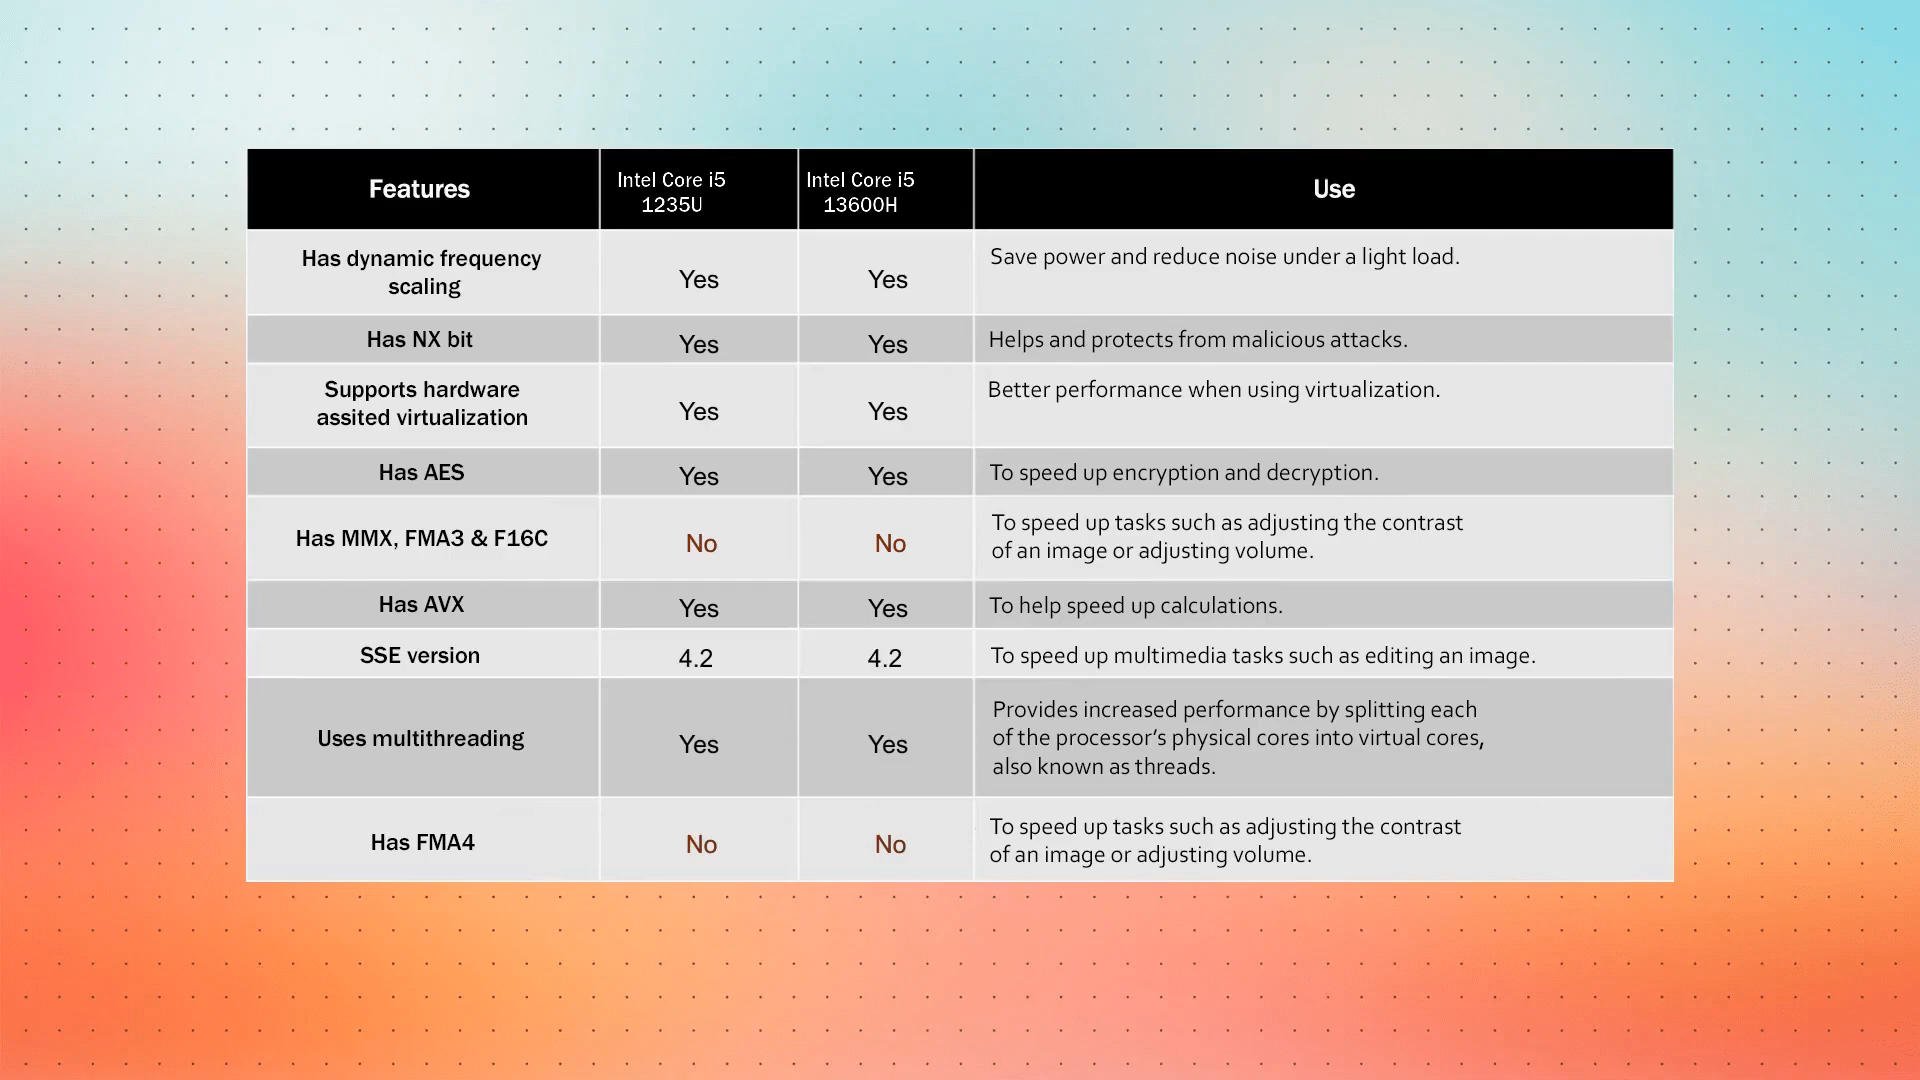 Features
Intel Core i5
1235U
Intel Core i5
13600H
Use
Has dynamic frequency
scaling
Yes
Yes
Save power and reduce noise under a light load.
Has NX bit
Yes
Yes
Helps and protects from malicious attacks.
Supports hardware
assited virtualization
Yes
Yes
Better performance when using virtualization.
Has AES
Yes
Yes
To speed up encryption and decryption.
Has MMX, FMA3 & F16C
No
No
To speed up tasks such as adjusting the contrast
of an image or adjusting volume.
Has AVX
Yes
Yes
To help speed up calculations.
SSE version
4.2
4.2
To speed up multimedia tasks such as editing an image.
Uses multithreading
Yes
Yes
Provides increased performance by splitting each
of the processor's physical cores into virtual cores,
also known as threads.
Has FMA4
No
No
To speed up tasks such as adjusting the contrast
of an image or adjusting volume.